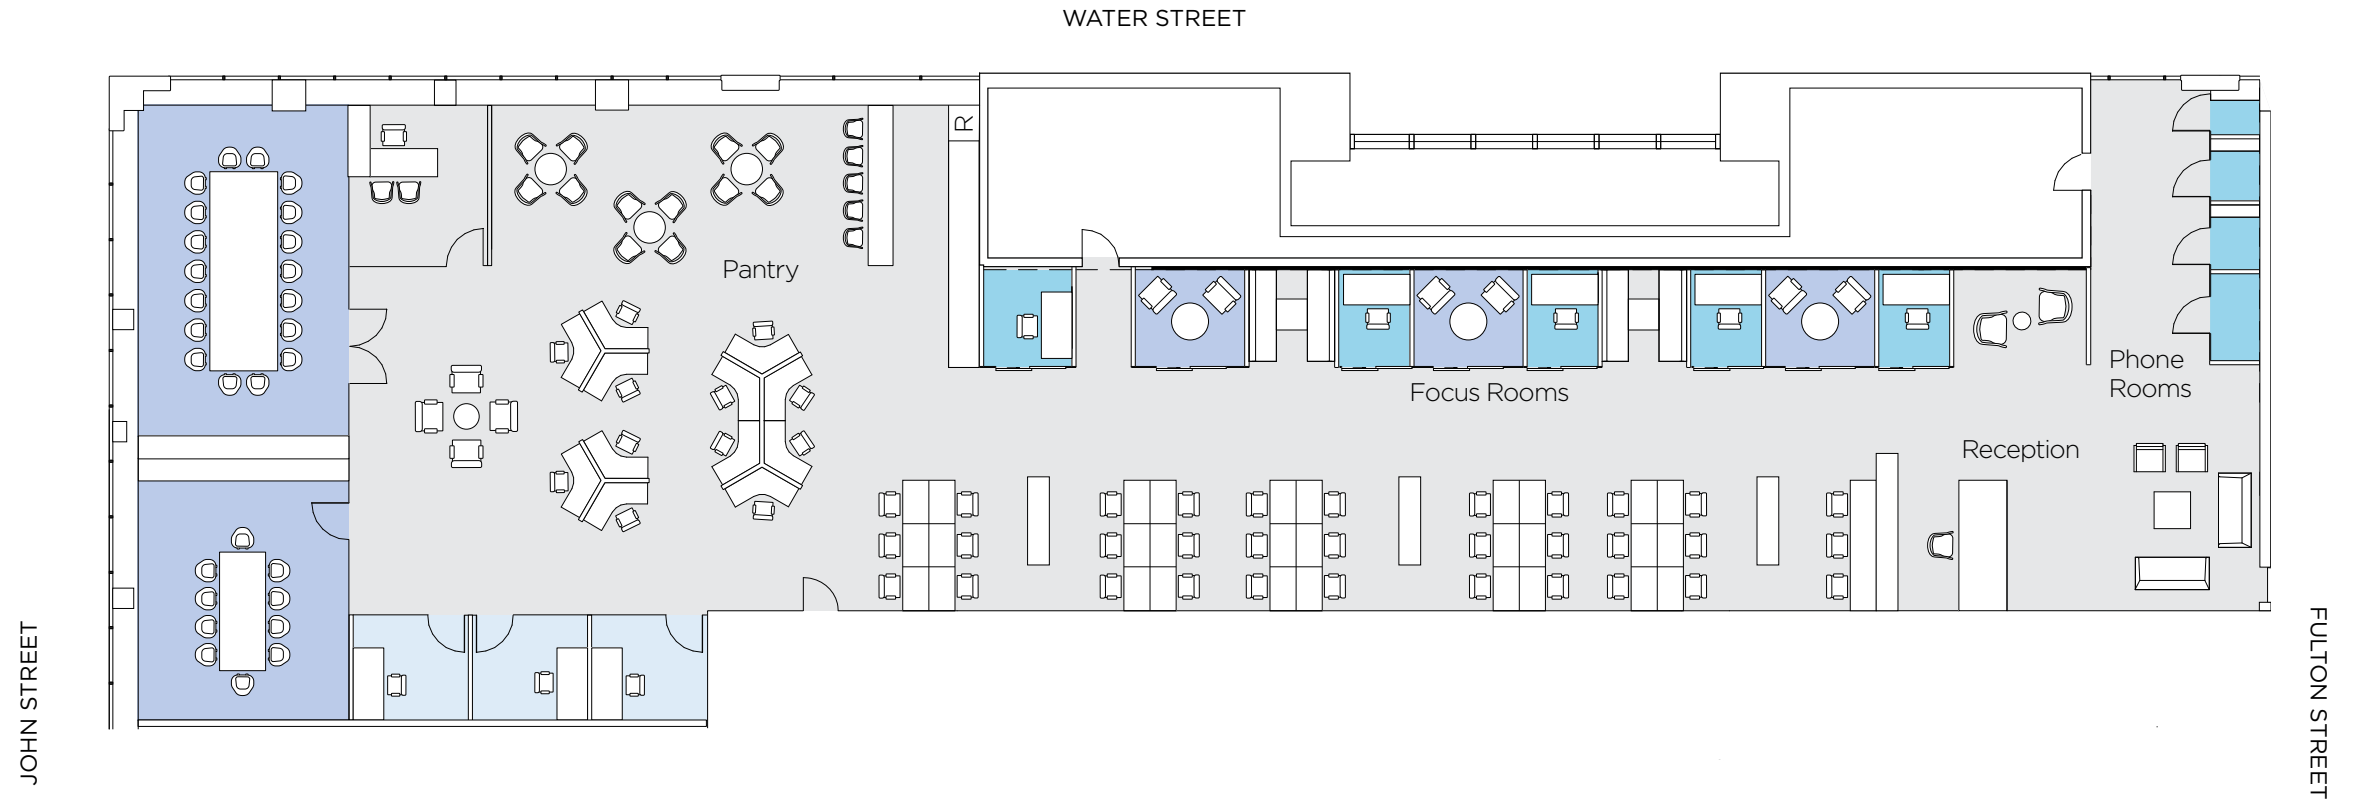 WATER STREET
R
Pantry
Phone
Rooms
Focus Rooms
Reception
JOHN STREET
FULTON STREET